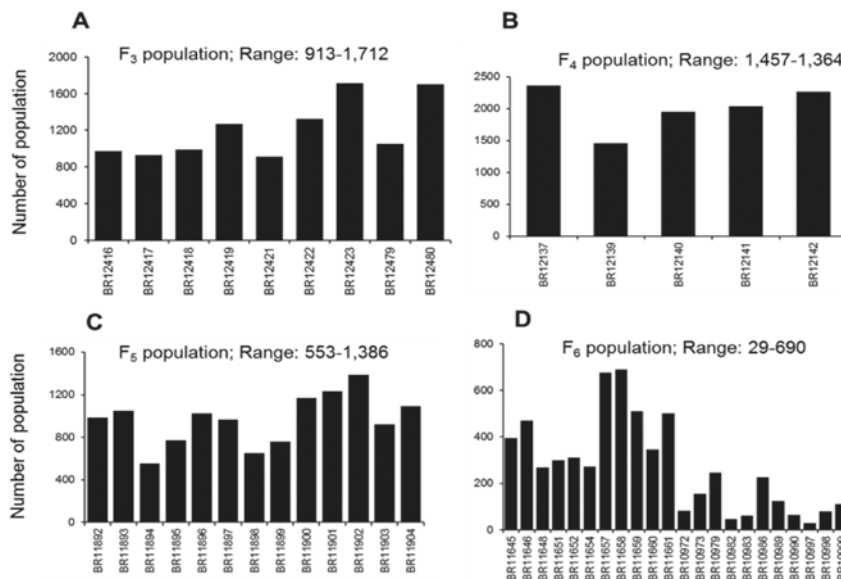 A
F3 population; Range: 913-1,712
Number of population
2000
1600
1200
800
400
0
BR12416
BR12417
BR12418
BR12419
BR12421
BR12422
BR12423
BR12479
BR12480
B
F4 population; Range: 1,457-1,364
2500
2000
1500
1000
500
0
BR12137
BR12139
BR12140
BR12141
BR12142
C
F5 population; Range: 553-1,386
Number of population
1600
1200
800
400
0
BR11892
BR11893
BR11894
BR11895
BR11896
BR11897
BR11898
BR11899
BR11900
BR11901
BR11902
BR11903
BR11904
D
F6 population; Range: 29-690
800
600
400
200
0
BR11645
BR11646
BR11648
BR11651
BR11652
BR11654
BR11657
BR11658
BR11659
BR11660
BR11661
BR10972
BR10973
BR10979
BR10982
BR10983
BR10986
BR10989
BR10990
BR10997
BR10998